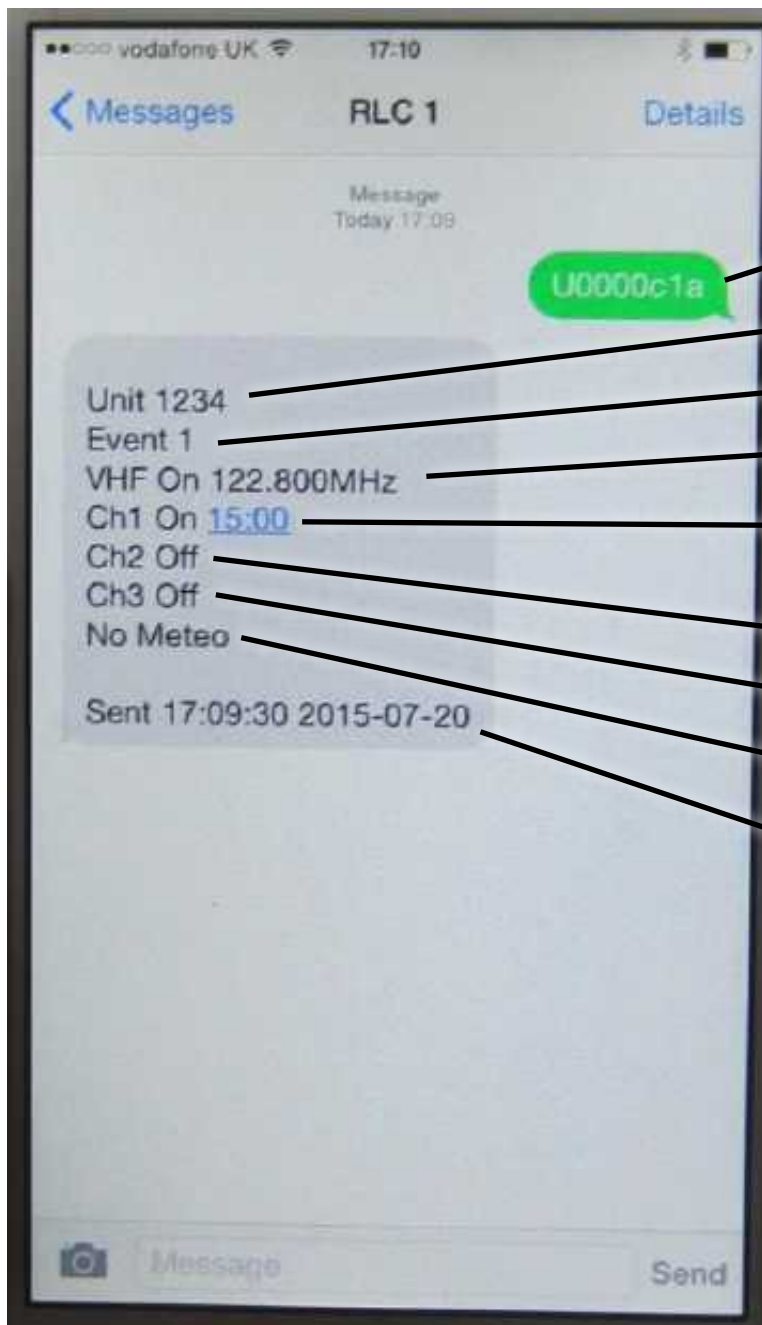 vodafone UK 17:10
Messages RLC 1 Details
Message
Today 17:09
U0000c1a
Unit 1234
Event 1
VHF On 122.800MHz
Ch1 On 15:00
Ch2 Off
Ch3 Off
No Meteo
Sent 17:09:30 2015-07-20
Message Send